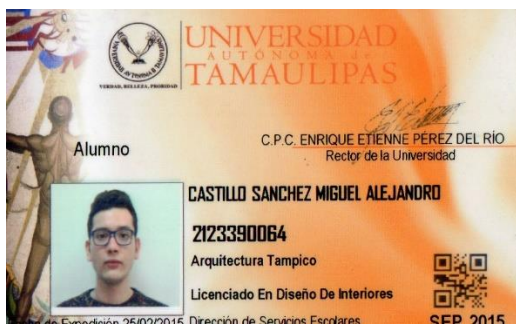 UNIVERSIDAD
AUTÓNOMA de
TAMAULIPAS
VERDAD, BELLEZA, PROBIDAD
Alumno
C.P.C. ENRIQUE ETIENNE PÉREZ DEL RÍO
Rector de la Universidad
CASTILLO SANCHEZ MIGUEL ALEJANDRO
2123390064
Arquitectura Tampico
Licenciado En Diseño De Interiores
de Expedición 25/02/2015 Dirección de Servicios Escolares
SEP 2015